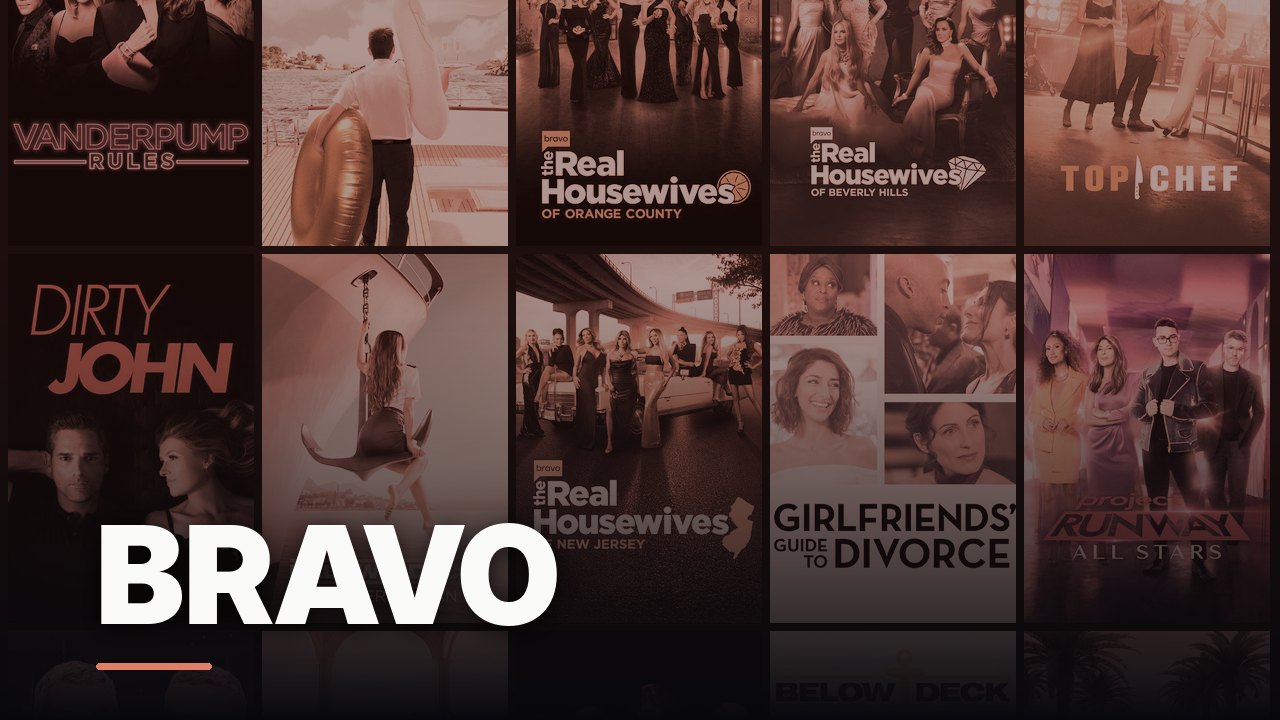 VANDERPUMP
RULES
bravo
the Real
Housewives
OF ORANGE COUNTY
bravo
the Real
Housewives
OF BEVERLY HILLS
TOP CHEF
DIRTY
JOHN
bravo
the Real
Housewives
NEW JERSEY
GIRLFRIENDS'
GUIDE
TO DIVORCE
project
RUNWAY
ALL STARS
BRAVO
BELOW DECK